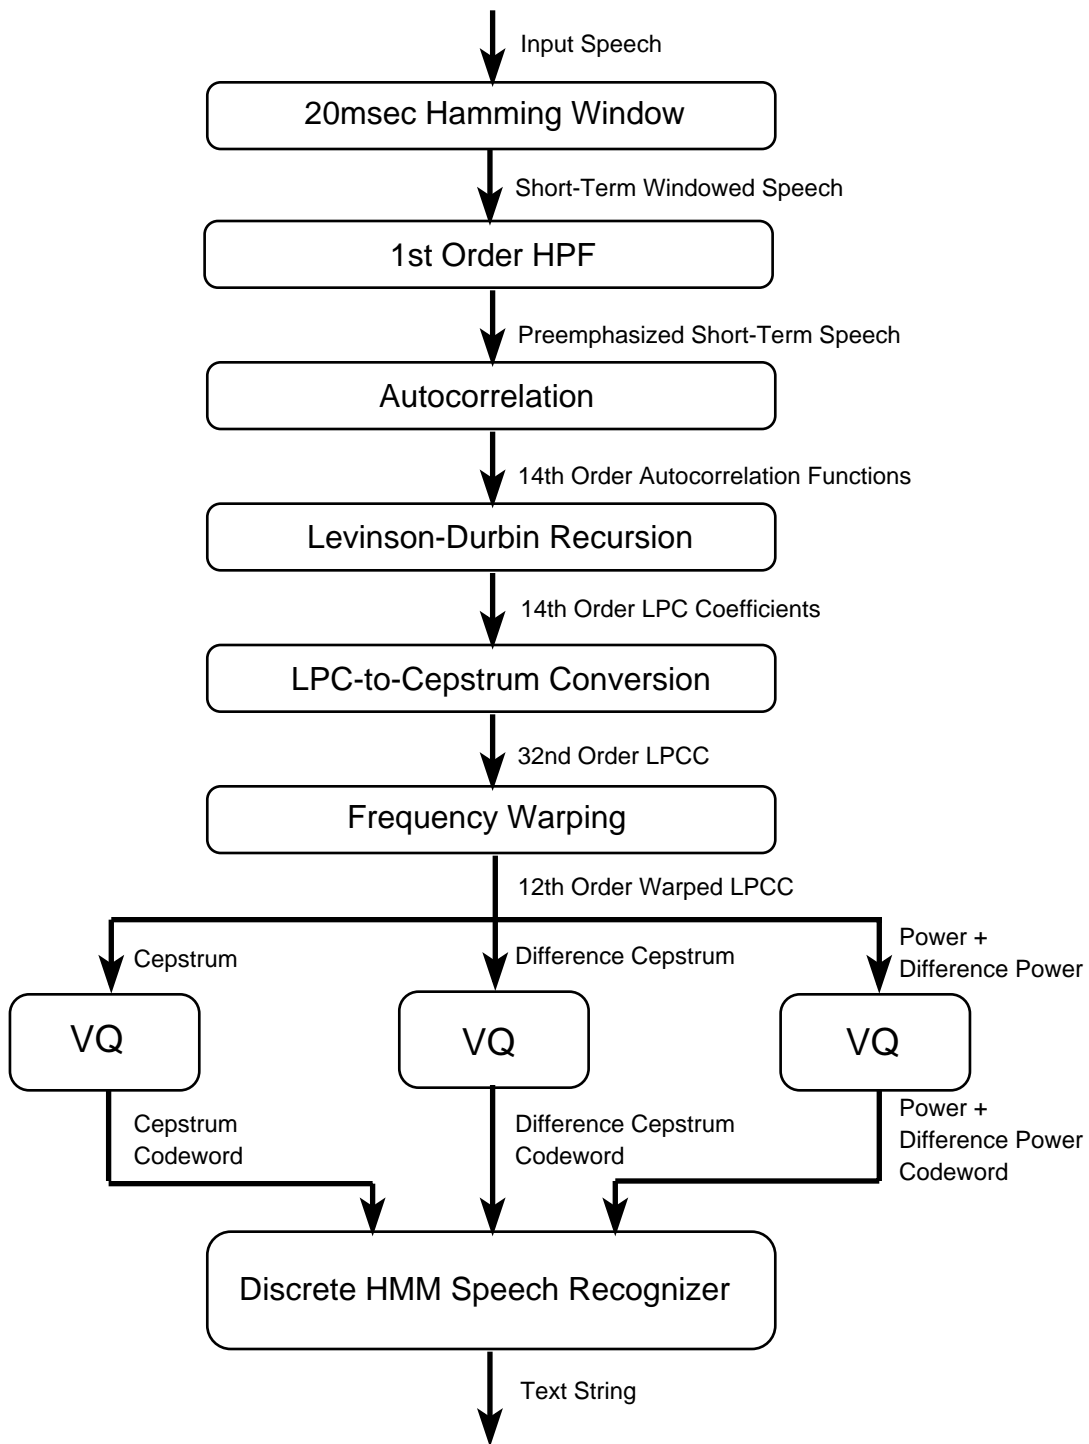 Input Speech
20msec Hamming Window
Short-Term Windowed Speech
1st Order HPF
Preemphasized Short-Term Speech
Autocorrelation
14th Order Autocorrelation Functions
Levinson-Durbin Recursion
14th Order LPC Coefficients
LPC-to-Cepstrum Conversion
32nd Order LPCC
Frequency Warping
12th Order Warped LPCC
Cepstrum
Difference Cepstrum
Power +
Difference Power
VQ
VQ
VQ
Cepstrum
Codeword
Difference Cepstrum
Codeword
Power +
Difference Power
Codeword
Discrete HMM Speech Recognizer
Text String